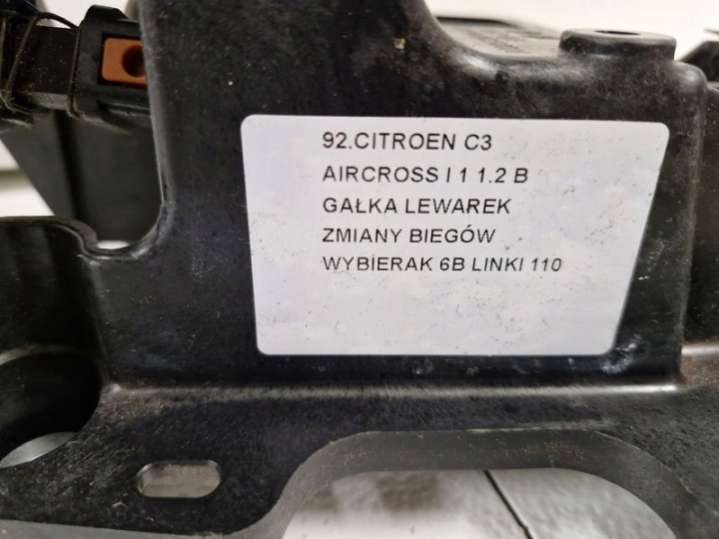 92.CITROEN C3
AIRCROSS I 1 1.2 B
GAŁKA LEWAREK
ZMIANY BIEGÓW
WYBIERAK 6B LINKI 110